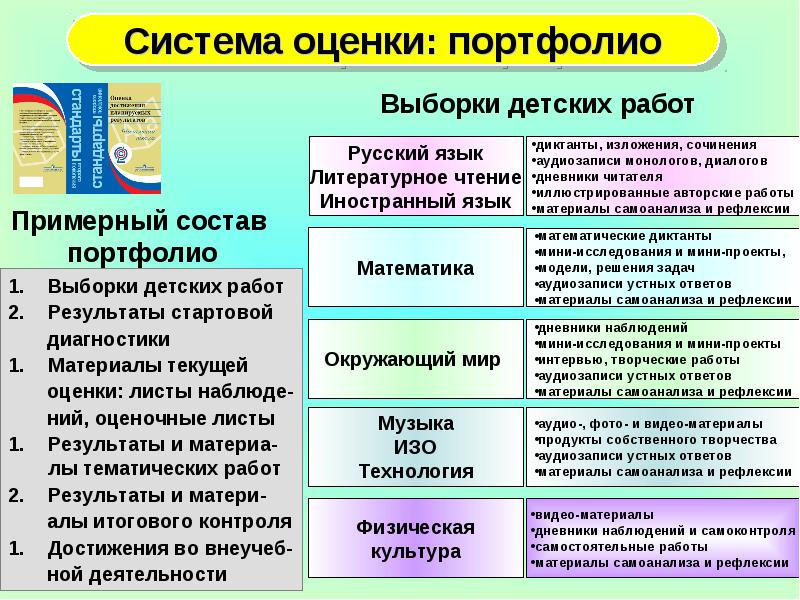 Система оценки: портфолио
Выборки детских работ
стандарты
стандарты
Оценка
достижения
планируемых
результатов
Примерный состав
портфолио
1. Выборки детских работ
2. Результаты стартовой
диагностики
1. Материалы текущей
оценки: листы наблюде-
ний, оценочные листы
1. Результаты и материа-
лы тематических работ
2. Результаты и матери-
алы итогового контроля
1. Достижения во внеучеб-
ной деятельности
Русский язык
Литературное чтение
Иностранный язык
•диктанты, изложения, сочинения
•аудиозаписи монологов, диалогов
•дневники читателя
•иллюстрированные авторские работы
•материалы самоанализа и рефлексии
Математика
•математические диктанты
•мини-исследования и мини-проекты,
•модели, решения задач
•аудиозаписи устных ответов
•материалы самоанализа и рефлексии
Окружающий мир
•дневники наблюдений
•мини-исследования и мини-проекты
•интервью, творческие работы
•аудиозаписи устных ответов
•материалы самоанализа и рефлексии
Музыка
ИЗО
Технология
•аудио-, фото- и видео-материалы
•продукты собственного творчества
•аудиозаписи устных ответов
•материалы самоанализа и рефлексии
Физическая
культура
•видео-материалы
•дневники наблюдений и самоконтроля
•самостоятельные работы
•материалы самоанализа и рефлексии